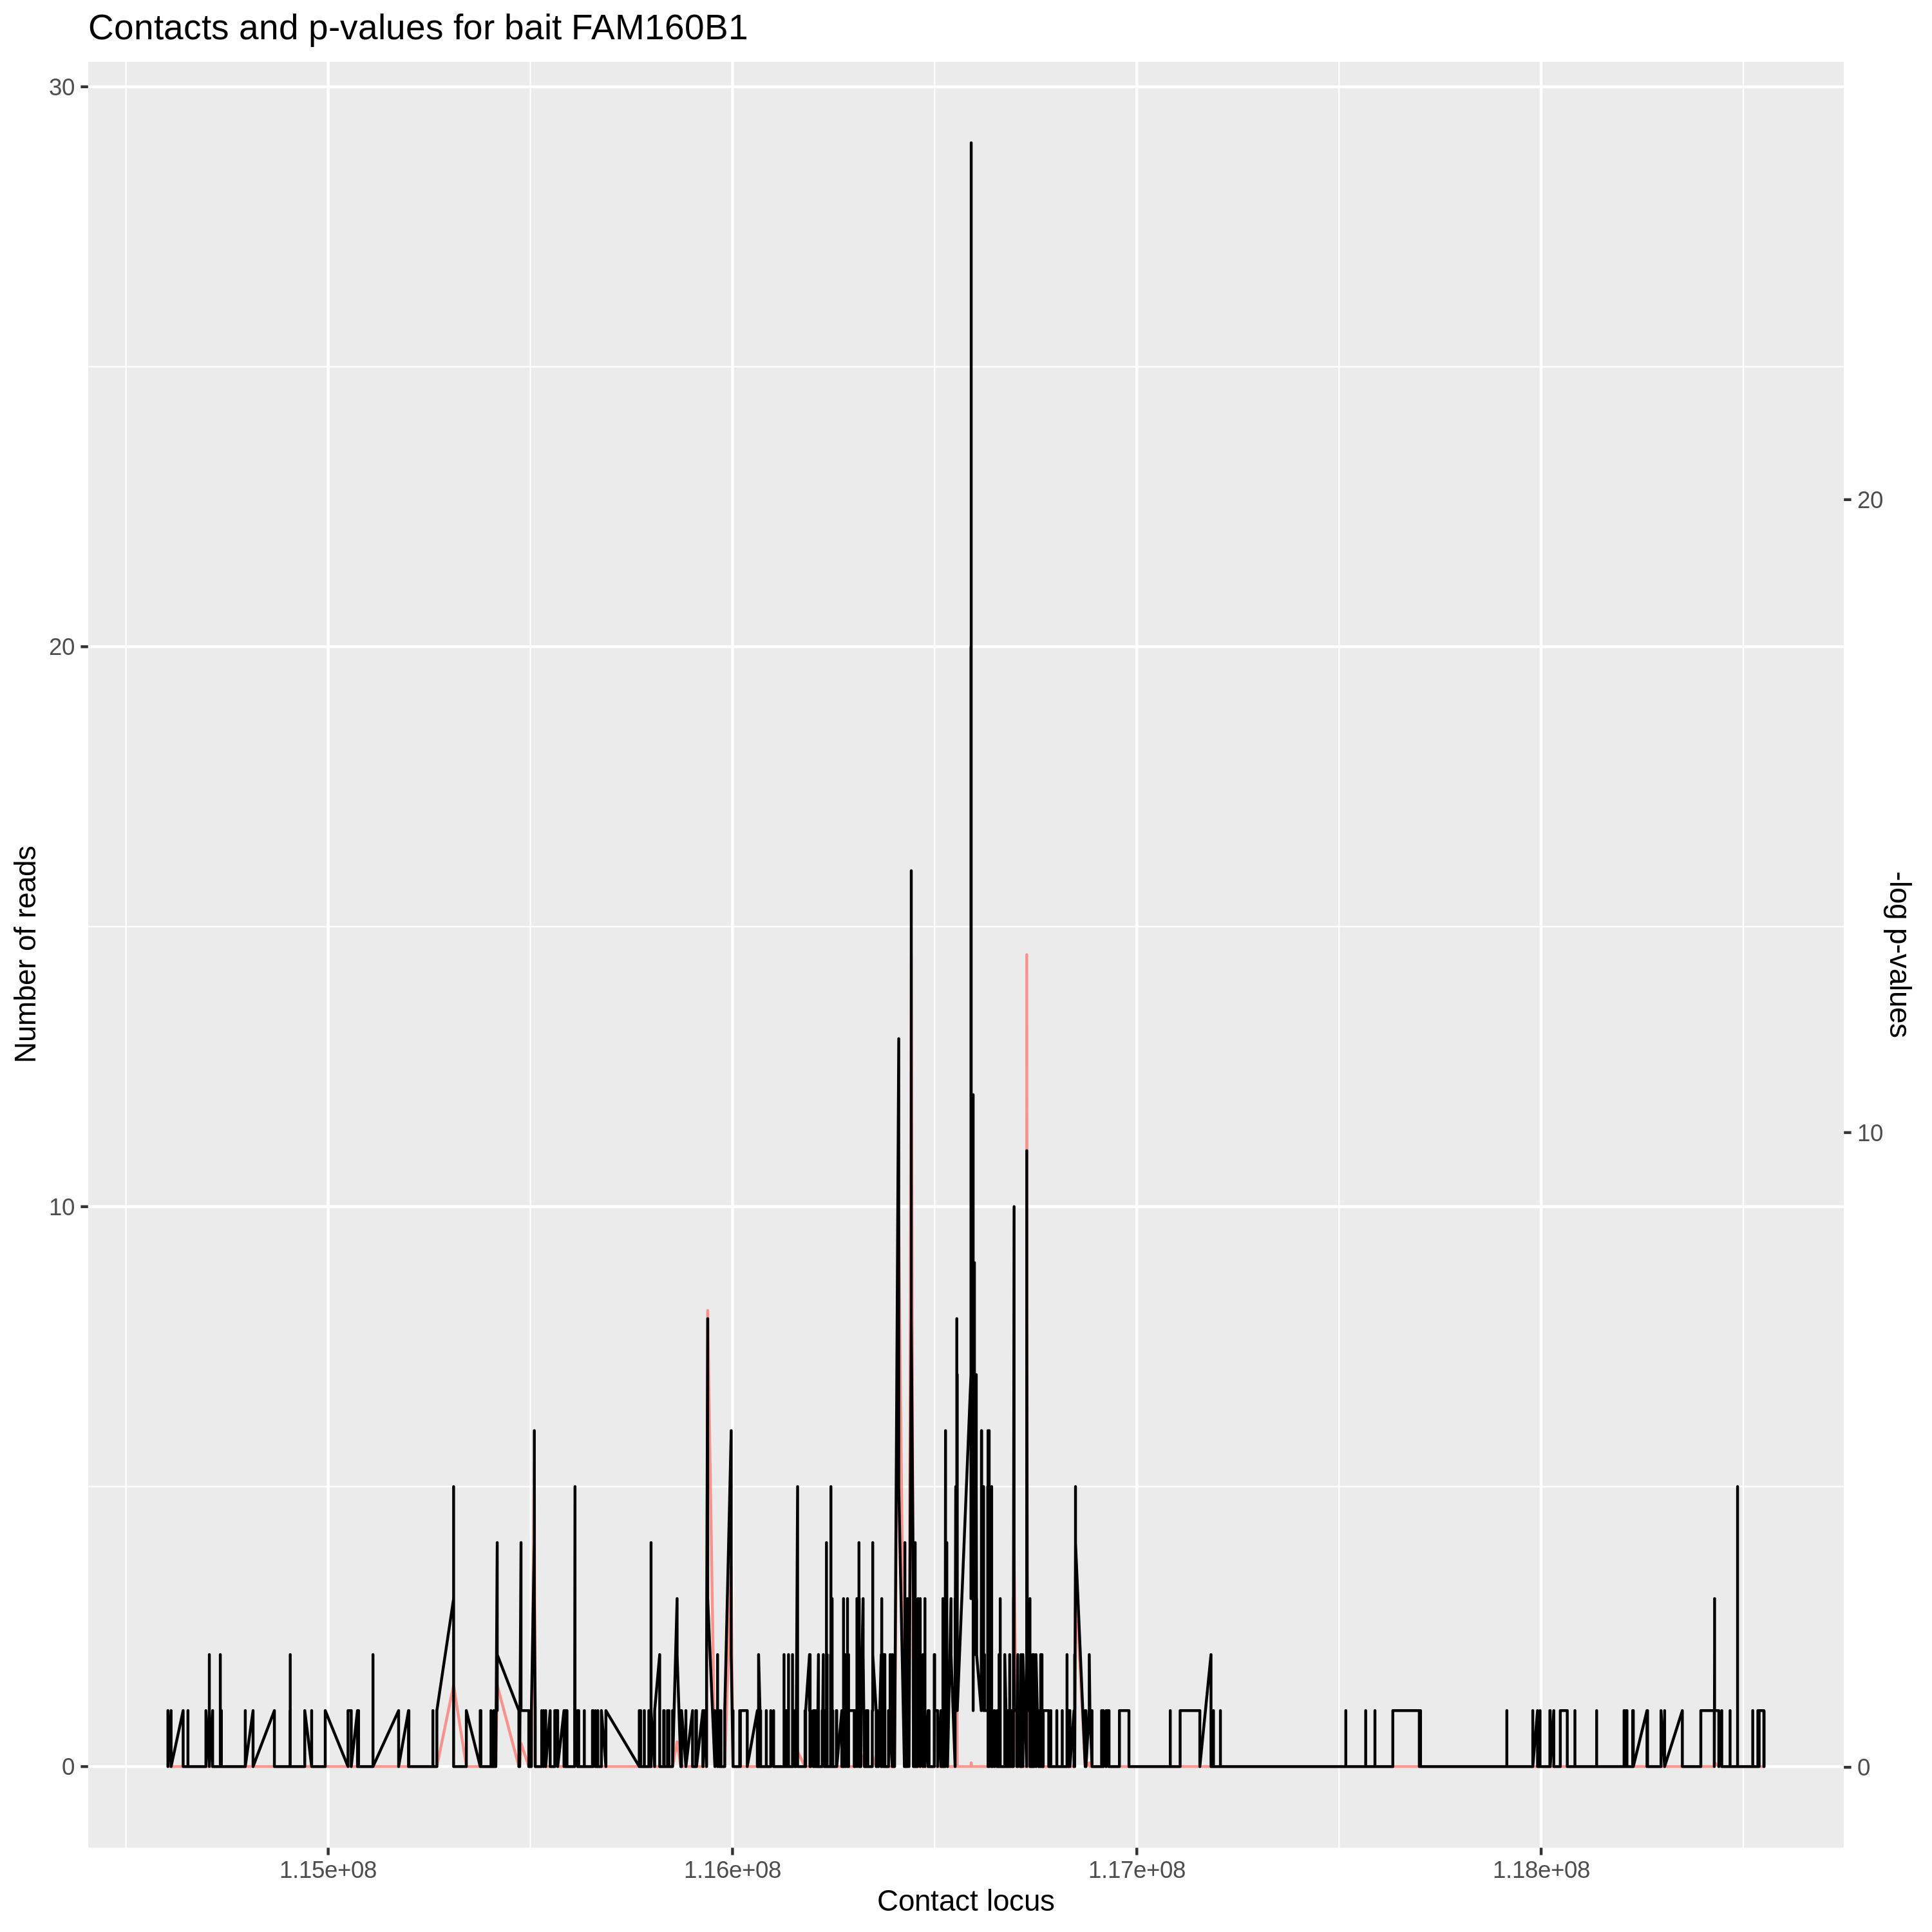 Contacts and p-values for bait FAM160B1
30
20
10
0
20
10
0
Number of reads
-log p-values
1.15e+08
1.16e+08
1.17e+08
1.18e+08
Contact locus